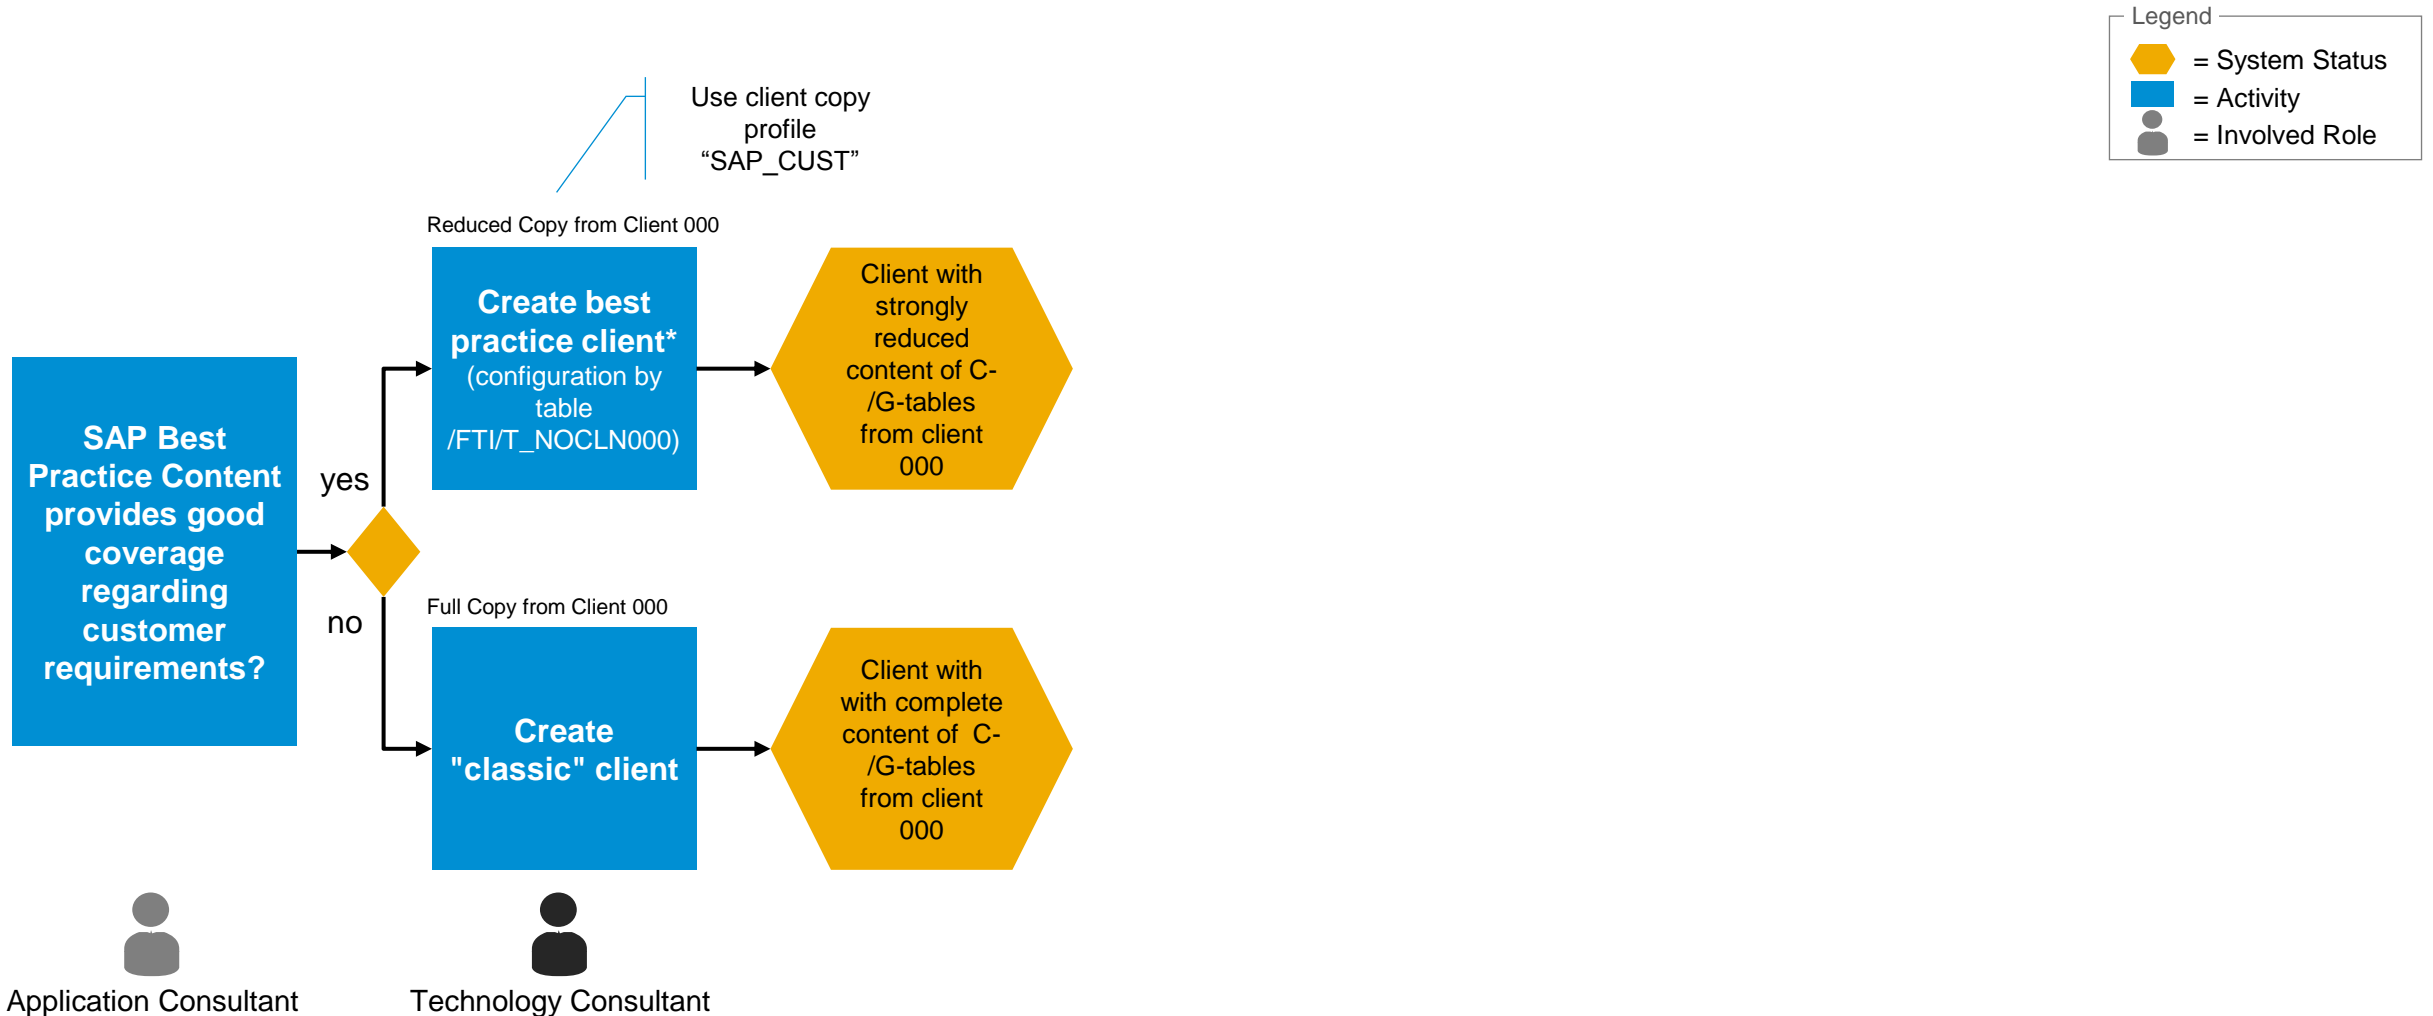 Legend
= System Status
= Activity
= Involved Role
Use client copy
profile
“SAP_CUST”
Reduced Copy from Client 000
Create best
practice client*
(configuration by
table
/FTI/T_NOCLN000)
Client with
strongly
reduced
content of C-
/G-tables
from client
000
SAP Best
Practice Content
provides good
coverage
regarding
customer
requirements?
yes
no
Full Copy from Client 000
Create
"classic" client
Client with
with complete
content of  C-
/G-tables
from client
000
Application Consultant
Technology Consultant